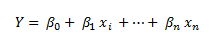 Y = β₀ + β₁ xᵢ + ⋯ + βₙ xₙ